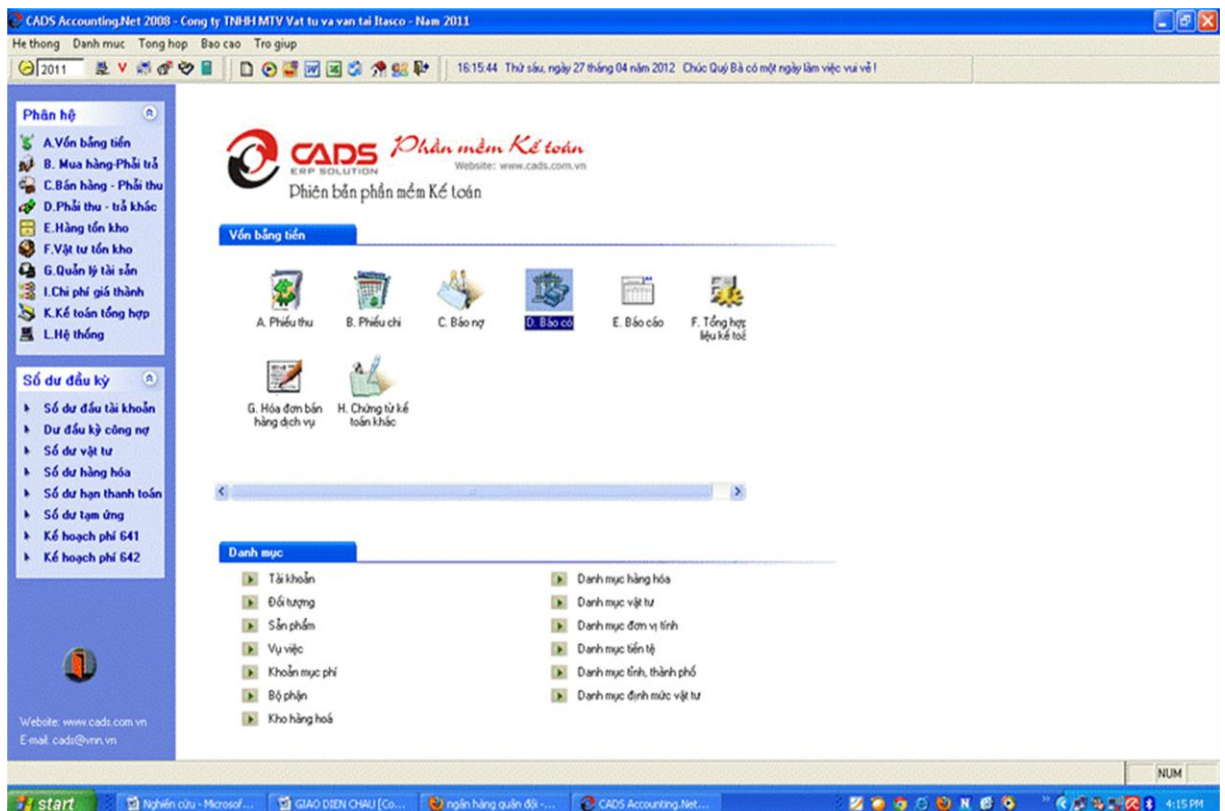 CADS Accounting.Net 2008 - Cong ty TNHH MTV Vat tu va van tai Itasco - Nam 2011
He thong Danh muc Tong hop Bao cao Tro giup
2011 16:15:44 Thứ sáu, ngày 27 tháng 04 năm 2012 Chúc Quý Bà có một ngày làm việc vui vẻ !
Phân hệ
A.Vốn bằng tiền
B. Mua hàng-Phải trả
C.Bán hàng - Phải thu
D.Phải thu - trả khác
E.Hàng tồn kho
F.Vật tư tồn kho
G.Quản lý tài sản
I.Chi phí giá thành
K.Kế toán tổng hợp
L.Hệ thống
Số dư đầu kỳ
Số dư đầu tài khoản
Dư đầu kỳ công nợ
Số dư vật tư
Số dư hàng hóa
Số dư hạn thanh toán
Số dư tạm ứng
Kế hoạch phí 641
Kế hoạch phí 642
Website: www.cads.com.vn
E-mail: cads@vnn.vn
CADS Phần mềm Kế toán
ERP SOLUTION Website: www.cads.com.vn
Phiên bản phần mềm Kế toán
Vốn bằng tiền
A. Phiếu thu B. Phiếu chi C. Báo nợ D. Báo có E. Báo cáo F. Tổng hợp
liệu kế toá
G. Hóa đơn bán H. Chứng từ kế
hàng dịch vụ toán khác
Danh mục
Tài khoản Danh mục hàng hóa
Đối tượng Danh mục vật tư
Sản phẩm Danh mục đơn vị tính
Vụ việc Danh mục tiền tệ
Khoản mục phí Danh mục tỉnh, thành phố
Bộ phận Danh mục định mức vật tư
Kho hàng hoá
NUM
start Nghiên cứu - Microsof... GIAO DIEN CHAU [Co... ngân hàng quân đội -... CADS Accounting.Net... 4:15 PM